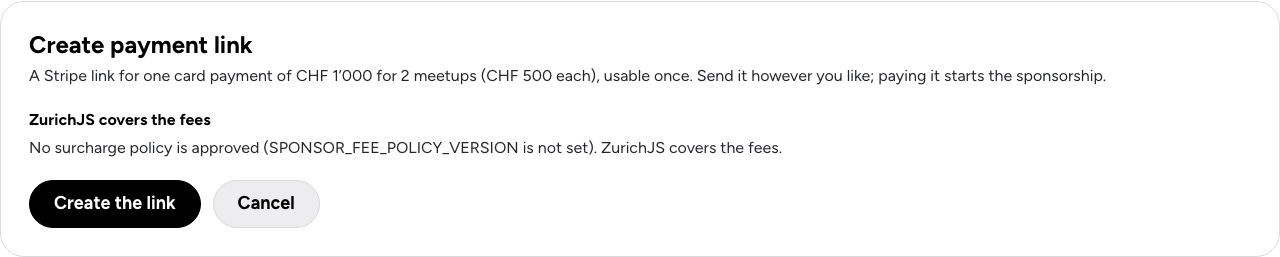 Create payment link
A Stripe link for one card payment of CHF 1’000 for 2 meetups (CHF 500 each), usable once. Send it however you like; paying it starts the sponsorship.
ZurichJS covers the fees
No surcharge policy is approved (SPONSOR_FEE_POLICY_VERSION is not set). ZurichJS covers the fees.
Create the link
Cancel